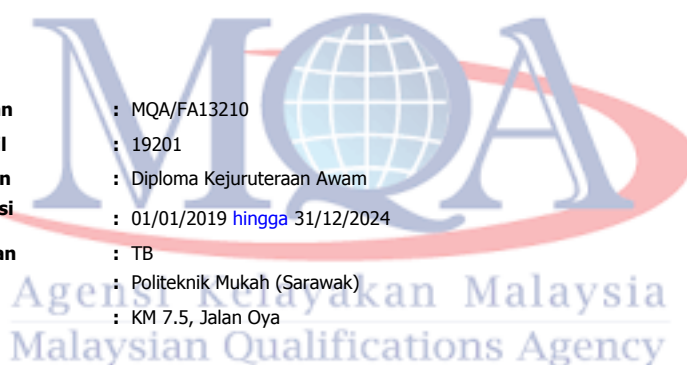 MQA
an : MQA/FA13210
l : 19201
n : Diploma Kejuruteraan Awam
si
: 01/01/2019 hingga 31/12/2024
an : TB
: Politeknik Mukah (Sarawak)
Agensi Kelayakan Malaysia
: KM 7.5, Jalan Oya
Malaysian Qualifications Agency